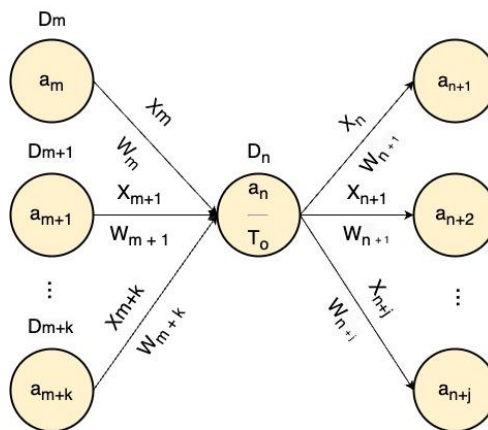 Dm
am
Xm
Wm
Dm+1
am+1
Xm+1
Wm + 1
⋮
Dm+k
am+k
Xm+k
Wm+k
Dn
an
To
Xn
Wn+1
an+1
Xn+1
Wn+1
an+2
⋮
Xn+j
Wn+j
an+j